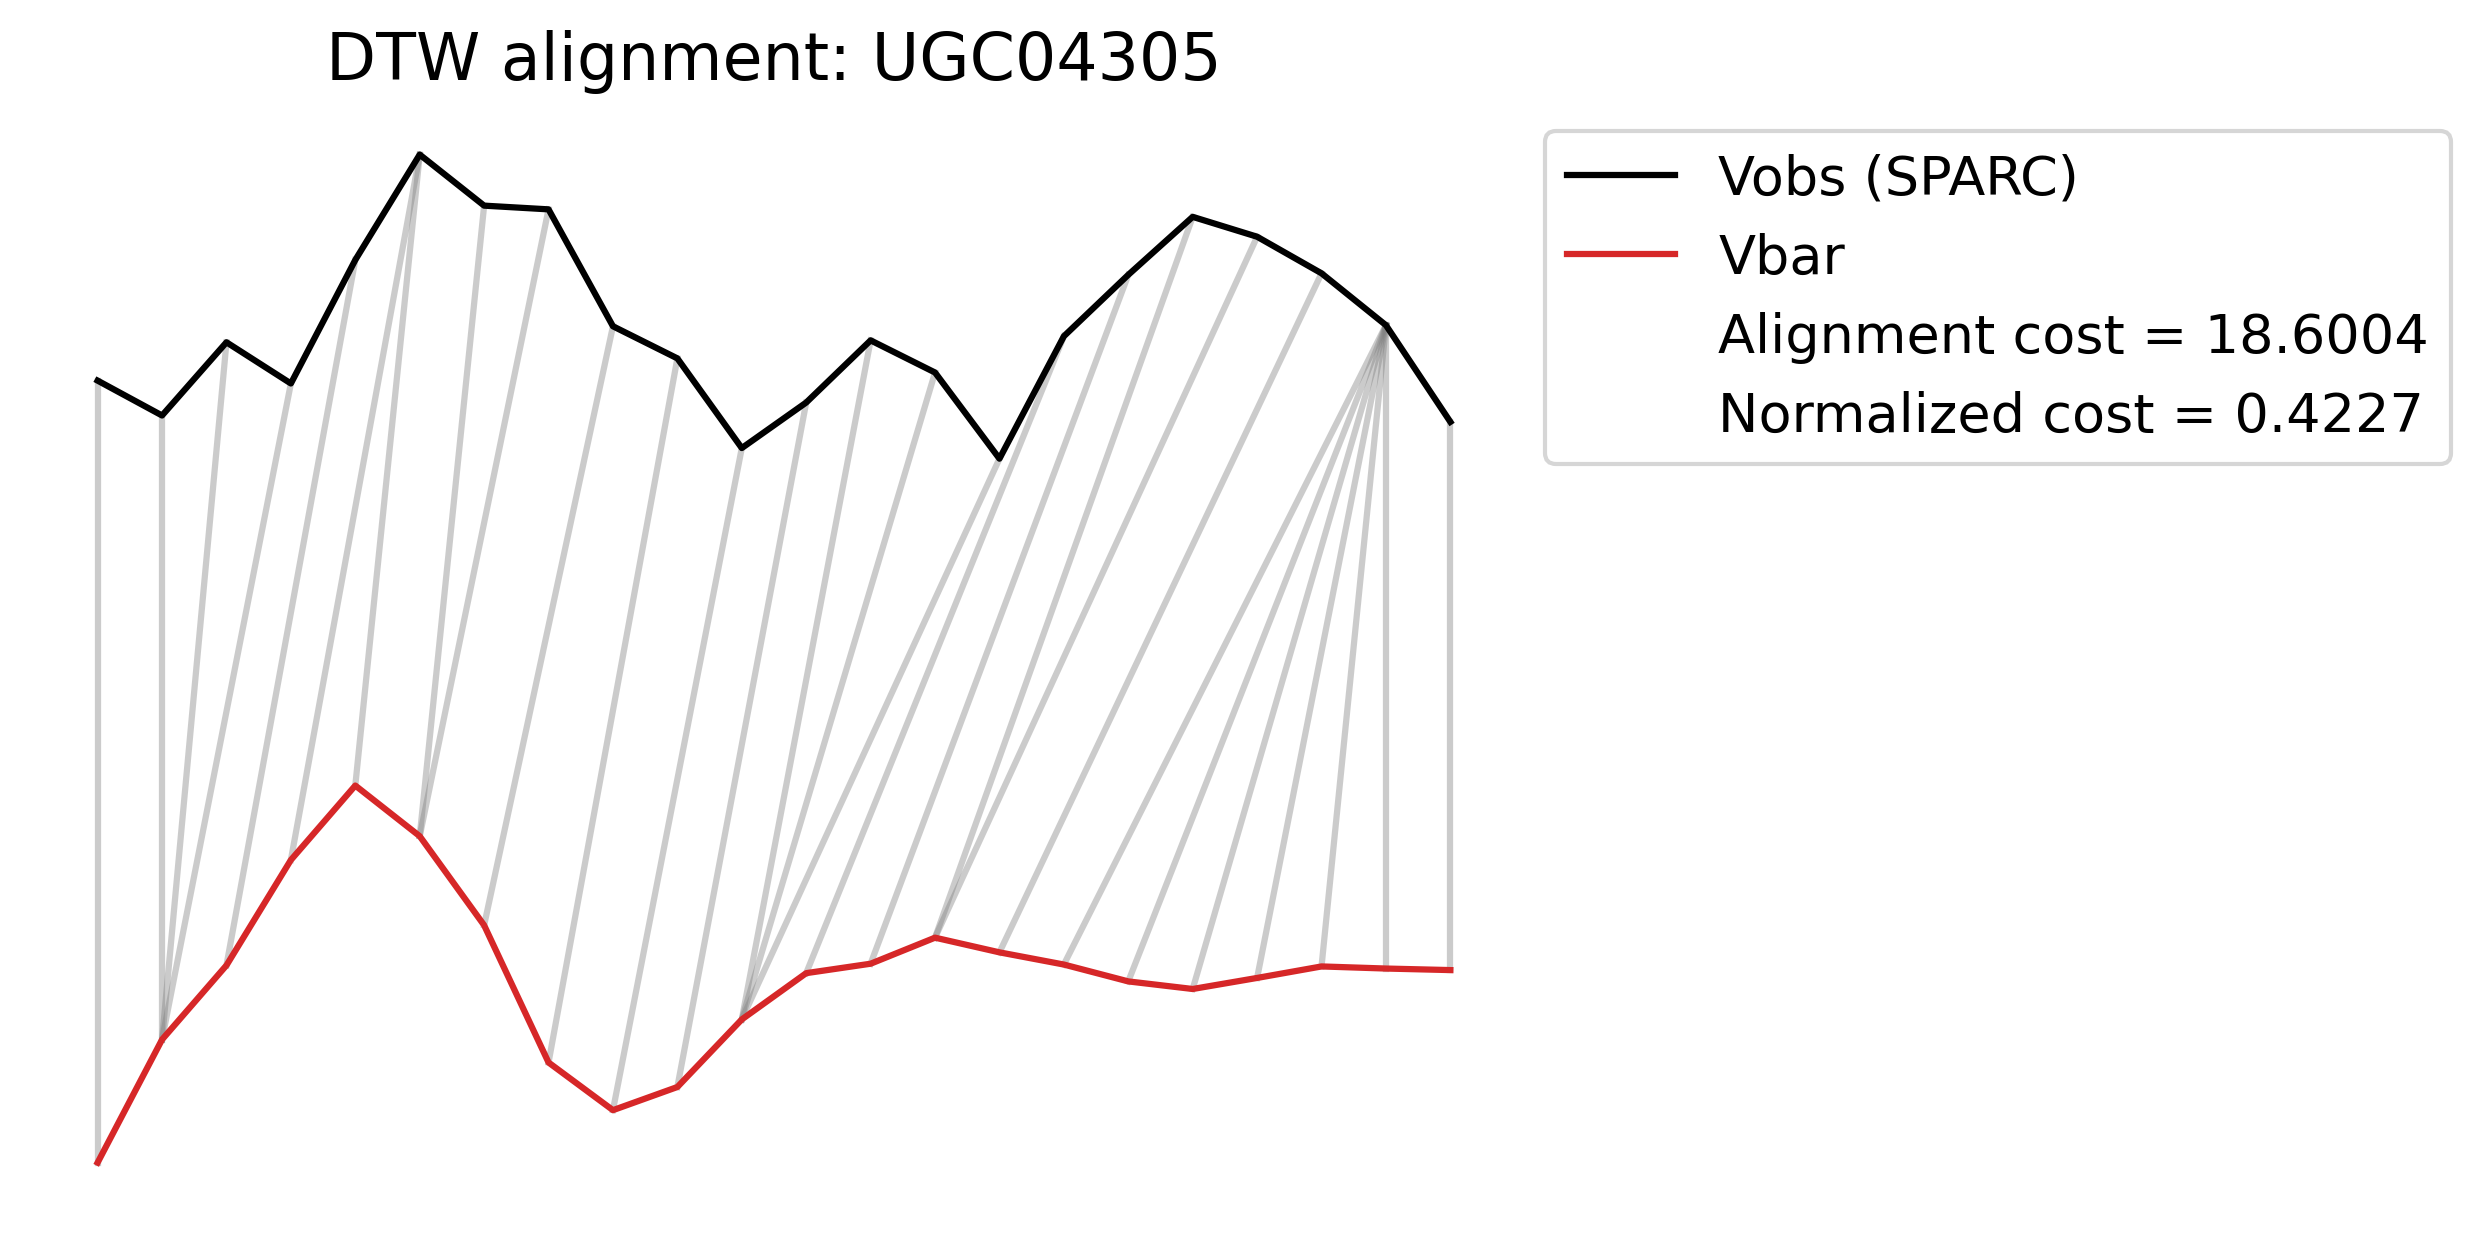 DTW alignment: UGC04305
Vobs (SPARC)
Vbar
Alignment cost = 18.6004
Normalized cost = 0.4227